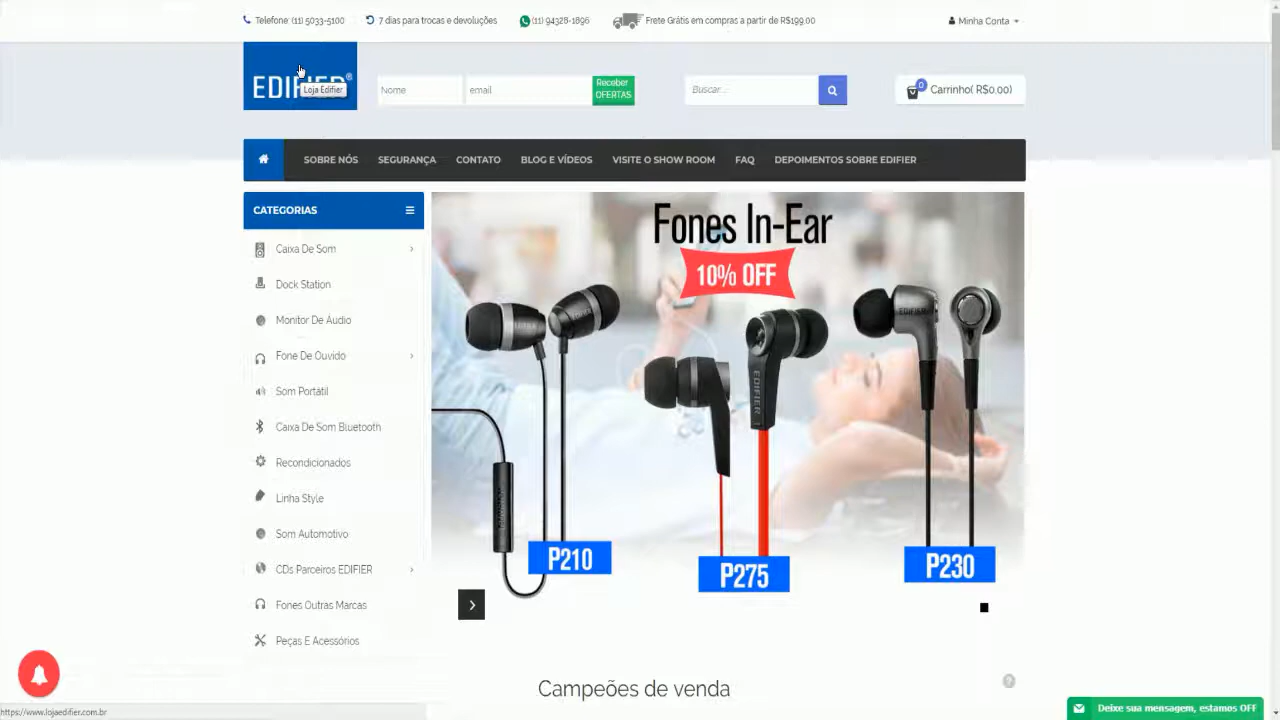 Telefone: (11) 5033-5100
7 dias para trocas e devoluções
(11) 94328-1896
Frete Grátis em compras a partir de R$199,00
Minha Conta
EDIFIER®
Loja Edifier
Nome
email
Receber
OFERTAS
Buscar...
0
Carrinho( R$0,00)
SOBRE NÓS
SEGURANÇA
CONTATO
BLOG E VÍDEOS
VISITE O SHOW ROOM
FAQ
DEPOIMENTOS SOBRE EDIFIER
CATEGORIAS
Caixa De Som
Dock Station
Monitor De Audio
Fone De Ouvido
Som Portátil
Caixa De Som Bluetooth
Recondicionados
Linha Style
Som Automotivo
CDs Parceiros EDIFIER
Fones Outras Marcas
Peças E Acessórios
Fones In-Ear
10% OFF
EDIFIER
EDIFIER
P210
P275
P230
Campeões de venda
?
https://www.lojaedifier.com.br
Deixe sua mensagem, estamos OFF